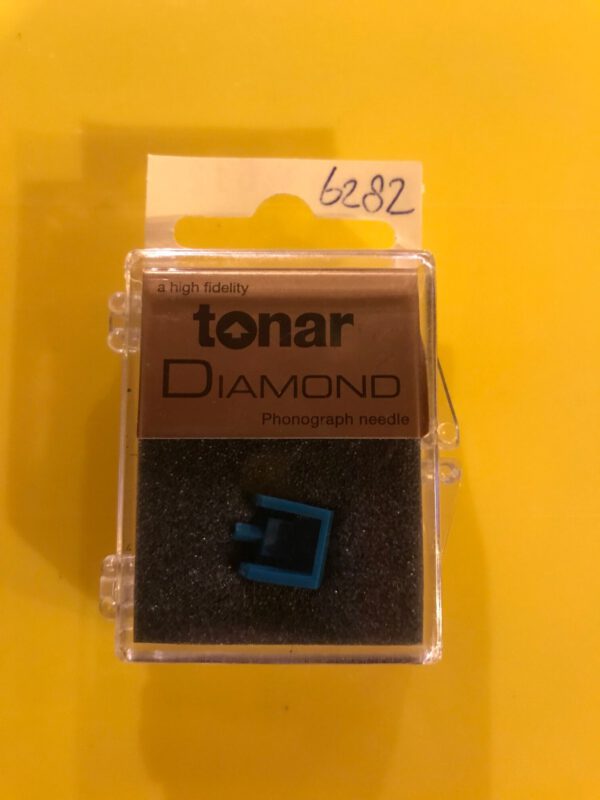 6282
a high fidelity
tonar
DIAMOND
Phonograph needle